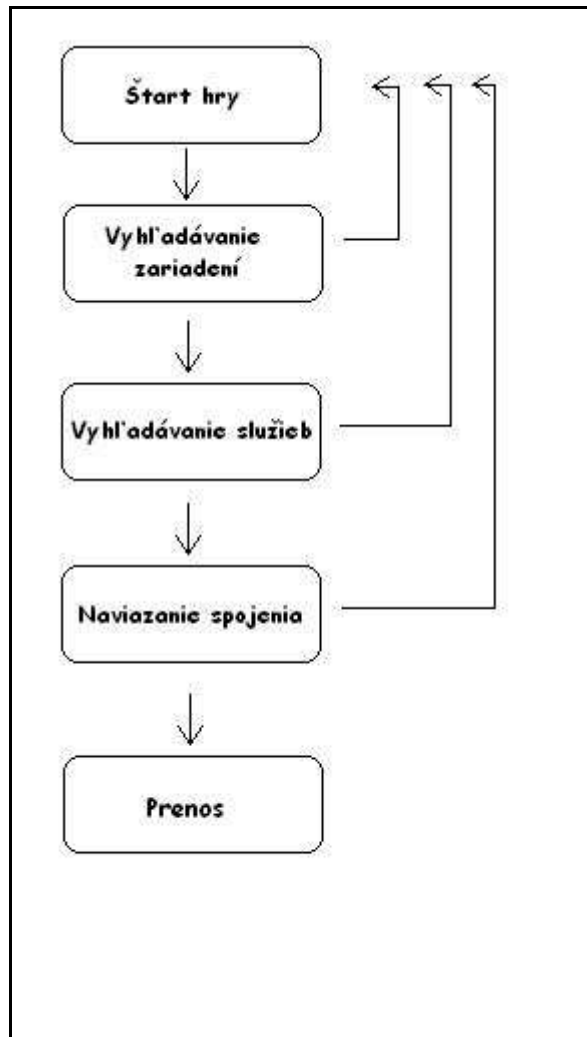 Štart hry
Vyhľadávanie
zariadení
Vyhľadávanie služieb
Naviazanie spojenia
Prenos